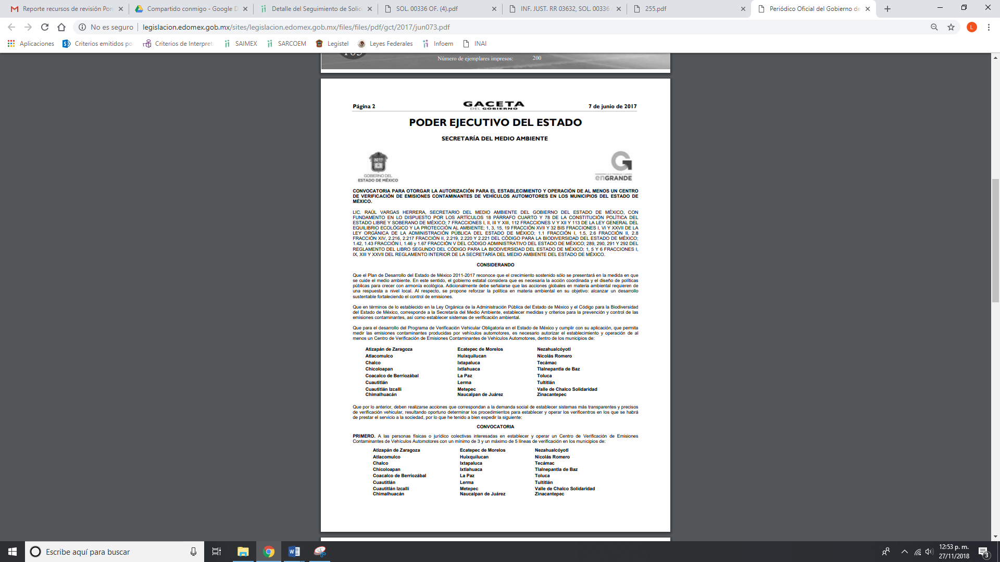 Reporte recursos de revisión Pon
Compartido conmigo - Google D
Detalle del Seguimiento de Solici
SOL. 00336 OF. (4).pdf
INF. JUST. RR 03632, SOL. 00336
255.pdf
Periódico Oficial del Gobierno de
No es seguro | legislacion.edomex.gob.mx/sites/legislacion.edomex.gob.mx/files/files/pdf/gct/2017/jun073.pdf
L
Aplicaciones
Criterios emitidos po
Criterios de Interpret
SAIMEX
SARCOEM
Legistel
Leyes Federales
Infoem
INAI
Número de ejemplares impresos: 200
Página 2 GACETA DEL GOBIERNO 7 de junio de 2017
PODER EJECUTIVO DEL ESTADO
SECRETARÍA DEL MEDIO AMBIENTE
GOBIERNO DEL
ESTADO DE MÉXICO
enGRANDE
CONVOCATORIA PARA OTORGAR LA AUTORIZACIÓN PARA EL ESTABLECIMIENTO Y OPERACIÓN DE AL MENOS UN CENTRO
DE VERIFICACIÓN DE EMISIONES CONTAMINANTES DE VEHÍCULOS AUTOMOTORES EN LOS MUNICIPIOS DEL ESTADO DE
MÉXICO.
LIC. RAÚL VARGAS HERRERA, SECRETARIO DEL MEDIO AMBIENTE DEL GOBIERNO DEL ESTADO DE MÉXICO, CON
FUNDAMENTO EN LO DISPUESTO POR LOS ARTÍCULOS 18 PÁRRAFO CUARTO Y 78 DE LA CONSTITUCIÓN POLÍTICA DEL
ESTADO LIBRE Y SOBERANO DE MÉXICO; 7 FRACCIONES I, II, III Y XIII, 112 FRACCIONES V Y XII Y 113 DE LA LEY GENERAL DEL
EQUILIBRIO ECOLÓGICO Y LA PROTECCIÓN AL AMBIENTE; 1, 3, 15, 19 FRACCIÓN XVII Y 32 BIS FRACCIONES I, VI Y XXVII DE LA
LEY ORGÁNICA DE LA ADMINISTRACIÓN PÚBLICA DEL ESTADO DE MÉXICO; 1.1 FRACCIÓN I, 1.5, 2.6 FRACCIÓN II, 2.8
FRACCIÓN XIV, 2.216, 2.217 FRACCIÓN II, 2.219, 2.220 Y 2.221 DEL CÓDIGO PARA LA BIODIVERSIDAD DEL ESTADO DE MÉXICO;
1.42, 1.43 FRACCIÓN I, 1.46 y 1.67 FRACCIÓN V DEL CÓDIGO ADMINISTRATIVO DEL ESTADO DE MÉXICO; 289, 290, 291 Y 292 DEL
REGLAMENTO DEL LIBRO SEGUNDO DEL CÓDIGO PARA LA BIODIVERSIDAD DEL ESTADO DE MÉXICO; 1, 5 Y 6 FRACCIONES I,
IX, XIII Y XXVII DEL REGLAMENTO INTERIOR DE LA SECRETARÍA DEL MEDIO AMBIENTE DEL ESTADO DE MÉXICO.
CONSIDERANDO
Que el Plan de Desarrollo del Estado de México 2011-2017 reconoce que el crecimiento sostenido sólo se presentará en la medida en que
se cuide el medio ambiente. En este sentido, el gobierno estatal considera que es necesaria la acción coordinada y el diseño de políticas
públicas para crecer con armonía ecológica. Adicionalmente debe señalarse que las acciones globales en materia ambiental requieren de
una respuesta a nivel local. Al respecto, se propone reforzar la política en materia ambiental en su objetivo: alcanzar un desarrollo
sustentable fortaleciendo el control de emisiones.
Que en términos de lo establecido en la Ley Orgánica de la Administración Pública del Estado de México y el Código para la Biodiversidad
del Estado de México, corresponde a la Secretaría del Medio Ambiente, establecer medidas y criterios para la prevención y control de las
emisiones contaminantes, así como establecer sistemas de verificación ambiental.
Que para el desarrollo del Programa de Verificación Vehicular Obligatoria en el Estado de México y cumplir con su aplicación, que permita
medir las emisiones contaminantes producidas por vehículos automotores, es necesario autorizar el establecimiento y operación de al
menos un Centro de Verificación de Emisiones Contaminantes de Vehículos Automotores, dentro de los municipios de:
Atizapán de Zaragoza Ecatepec de Morelos Nezahualcóyotl
Atlacomulco Huixquilucan Nicolás Romero
Chalco Ixtapaluca Tecámac
Chicoloapan Ixtlahuaca Tlalnepantla de Baz
Coacalco de Berriozábal La Paz Toluca
Cuautitlán Lerma Tultitlán
Cuautitlán Izcalli Metepec Valle de Chalco Solidaridad
Chimalhuacán Naucalpan de Juárez Zinacantepec
Que por lo anterior, deben realizarse acciones que correspondan a la demanda social de establecer sistemas más transparentes y precisos
de verificación vehicular, resultando oportuno determinar los procedimientos para establecer y operar los verificentros en los que se habrá
de prestar el servicio a la sociedad, por lo que he tenido a bien expedir la siguiente:
CONVOCATORIA
PRIMERO. A las personas físicas o jurídico colectivas interesadas en establecer y operar un Centro de Verificación de Emisiones
Contaminantes de Vehículos Automotores con un mínimo de 3 y un máximo de 5 líneas de verificación en los municipios de:
Atizapán de Zaragoza Ecatepec de Morelos Nezahualcóyotl
Atlacomulco Huixquilucan Nicolás Romero
Chalco Ixtapaluca Tecámac
Chicoloapan Ixtlahuaca Tlalnepantla de Baz
Coacalco de Berriozábal La Paz Toluca
Cuautitlán Lerma Tultitlán
Cuautitlán Izcalli Metepec Valle de Chalco Solidaridad
Chimalhuacán Naucalpan de Juárez Zinacantepec
Escribe aquí para buscar
12:53 p. m.
27/11/2018
3